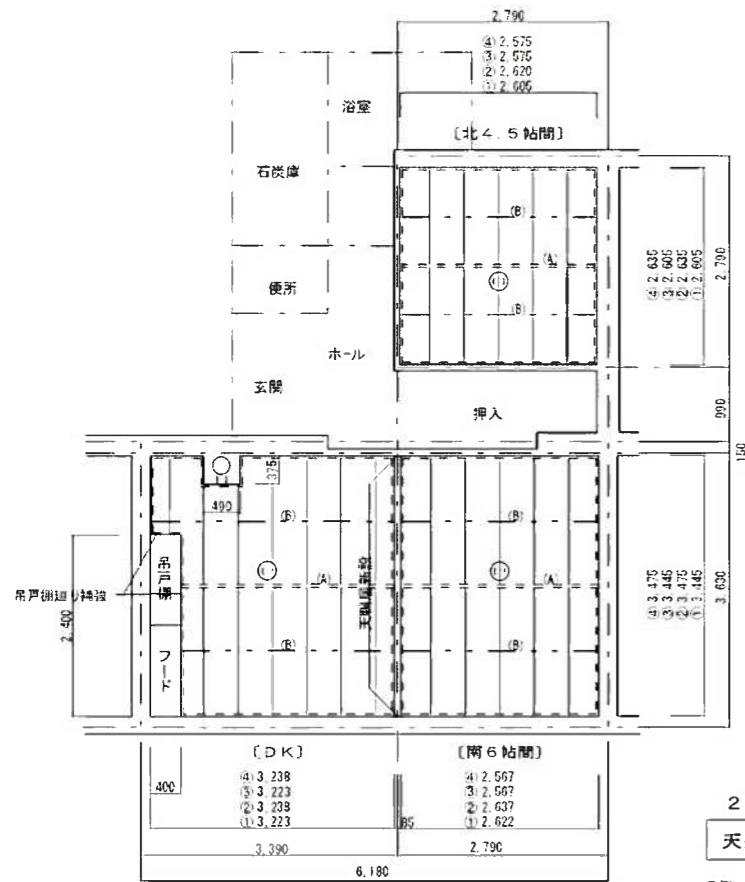 2,790
④ 2,575
③ 2,575
② 2,620
① 2,605
〔北4.5帖間〕
浴室
石炭庫
便所
ホール
玄関
押入
(B)
(A)
(B)
④ 2,635
③ 2,605
② 2,635
① 2,605
2,790
990
150
375
490
(B)
(A)
(B)
(B)
(A)
(B)
吊戸棚廻り補強
吊戸棚
フード
2,400
④ 3,475
③ 3,445
② 3,475
① 3,445
3,630
〔DK〕
〔南6帖間〕
400
④ 3,238
③ 3,223
② 3,238
① 3,223
85
④ 2,567
③ 2,567
② 2,637
① 2,622
3,390
2,790
6,180
2
天